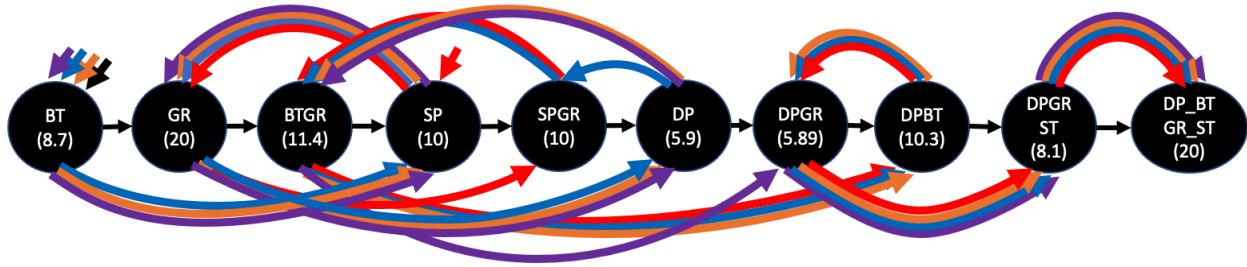 BT
(8.7)
GR
(20)
BTGR
(11.4)
SP
(10)
SPGR
(10)
DP
(5.9)
DPGR
(5.89)
DPBT
(10.3)
DPGR
ST
(8.1)
DP_BT
GR_ST
(20)